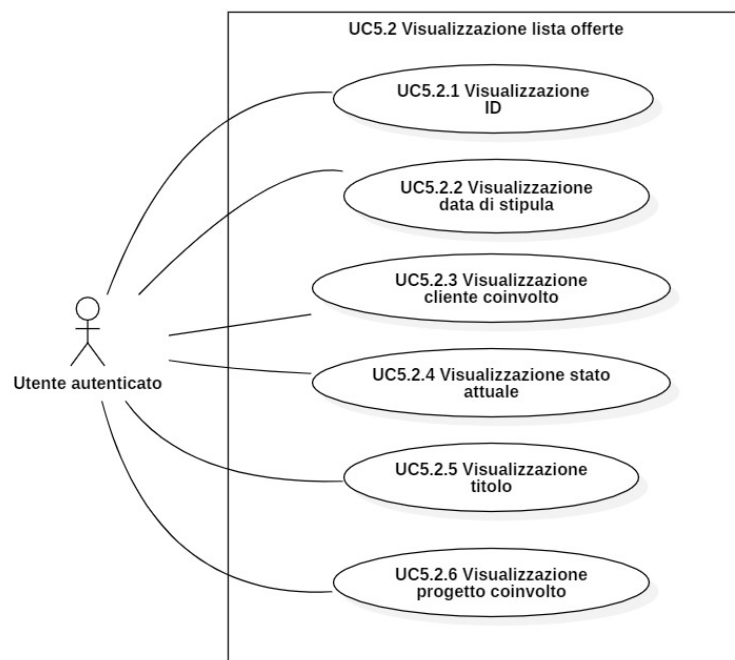 UC5.2 Visualizzazione lista offerte
UC5.2.1 Visualizzazione
ID
UC5.2.2 Visualizzazione
data di stipula
UC5.2.3 Visualizzazione
cliente coinvolto
UC5.2.4 Visualizzazione stato
attuale
Utente autenticato
UC5.2.5 Visualizzazione
titolo
UC5.2.6 Visualizzazione
progetto coinvolto